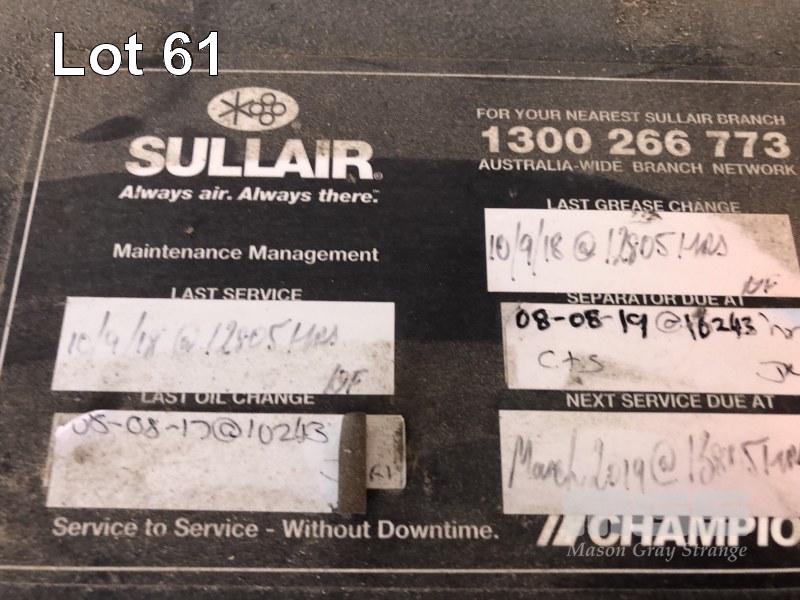 Lot 61
SULLAIR®
Always air. Always there.™
FOR YOUR NEAREST SULLAIR BRANCH
1300 266 773
AUSTRALIA-WIDE BRANCH NETWORK
Maintenance Management
LAST SERVICE
10/9/18 @ 12805 HRS
LAST OIL CHANGE
08-08-17@10243
LAST GREASE CHANGE
10/9/18 @ 12805 HRS
SEPARATOR DUE AT
08-08-19@16243 hr
C+S
NEXT SERVICE DUE AT
March 2019 @
Service to Service - Without Downtime.
CHAMPIO
Mason Gray Strange